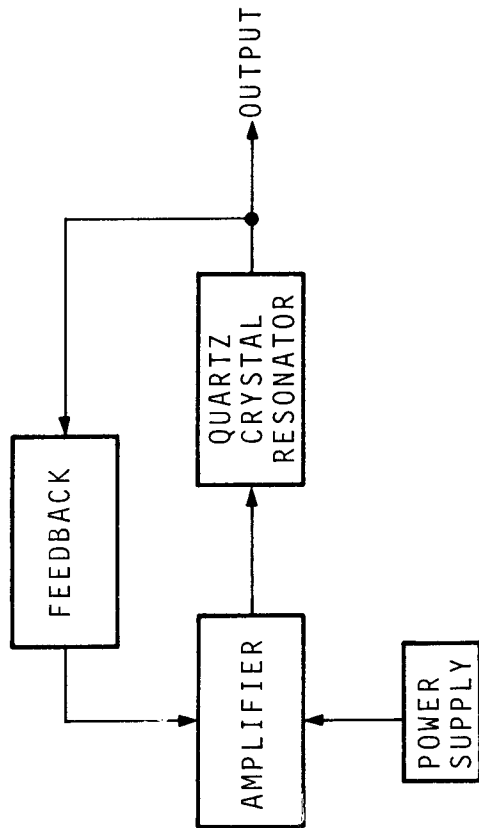 FEEDBACK
AMPLIFIER
QUARTZ
CRYSTAL
RESONATOR
OUTPUT
POWER
SUPPLY